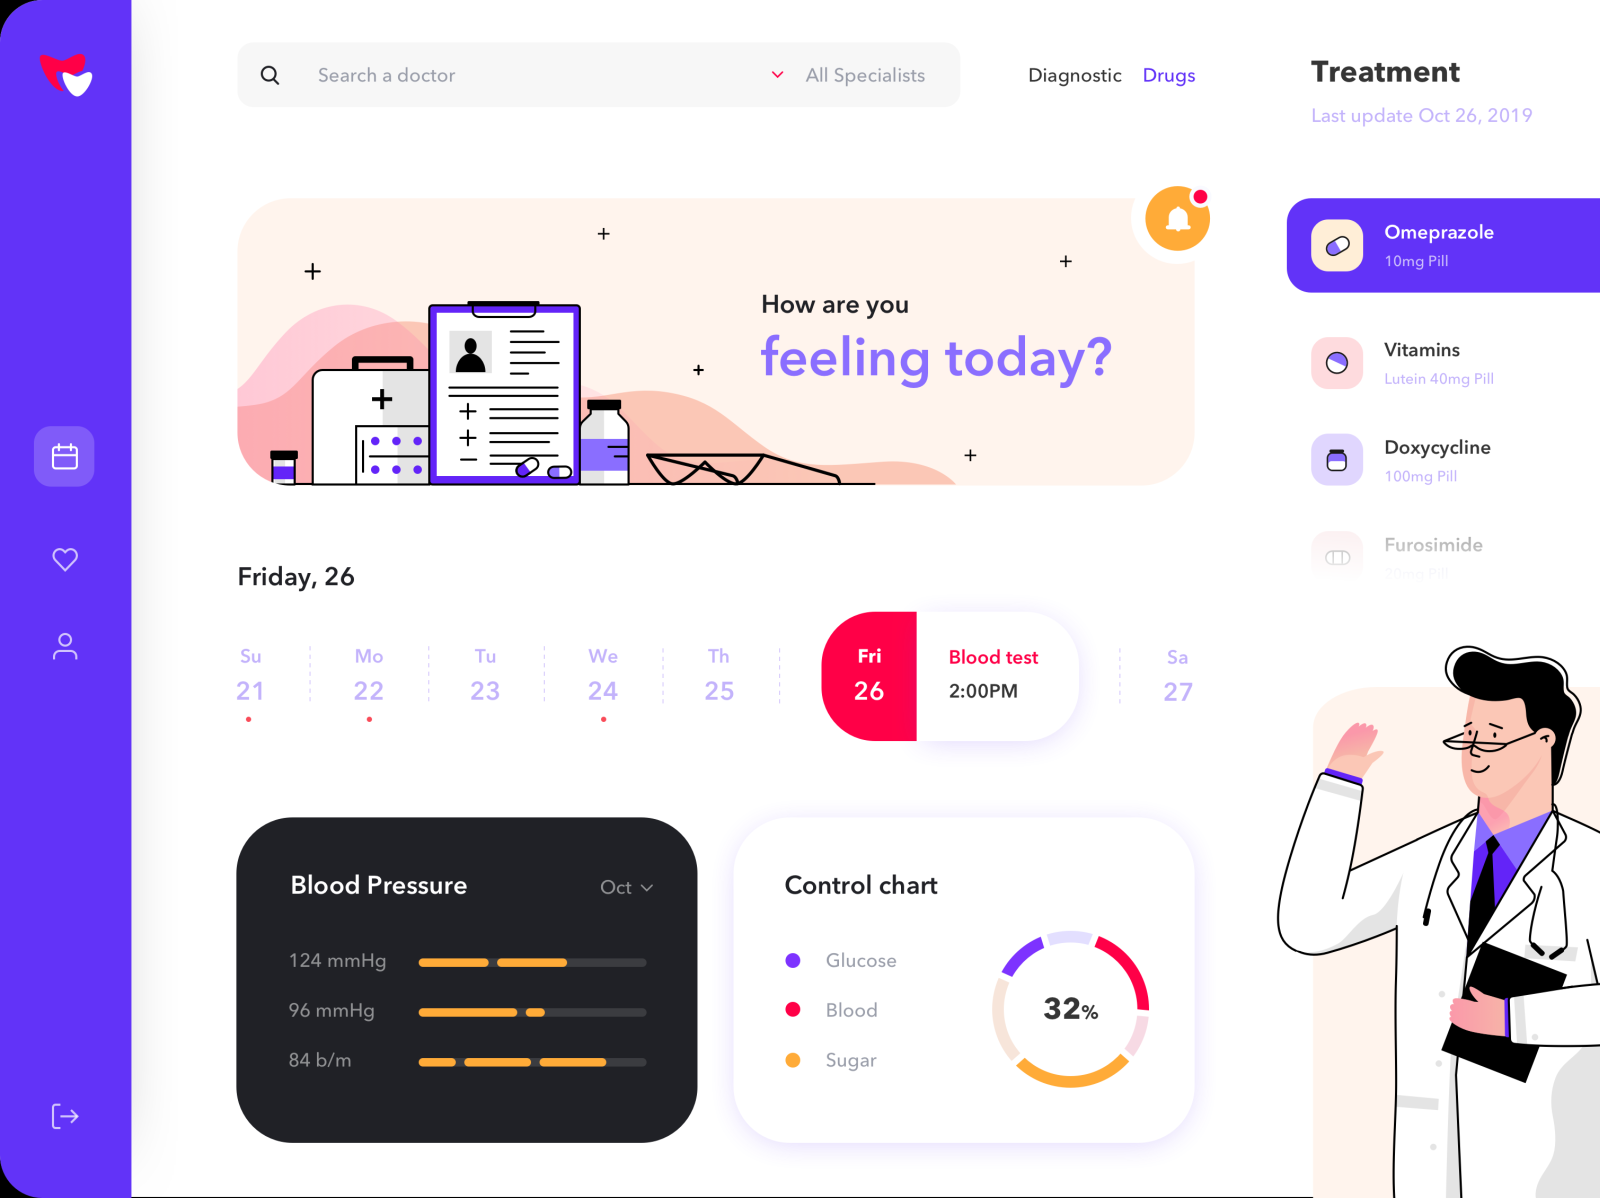 Search a doctor
All Specialists
Diagnostic
Drugs
Treatment
Last update Oct 26, 2019
How are you
feeling today?
Omeprazole
10mg Pill
Vitamins
Lutein 40mg Pill
Doxycycline
100mg Pill
Furosimide
20mg Pill
Friday, 26
Su
21
Mo
22
Tu
23
We
24
Th
25
Fri
26
Blood test
2:00PM
Sa
27
Blood Pressure
Oct
124 mmHg
96 mmHg
84 b/m
Control chart
Glucose
Blood
Sugar
32%